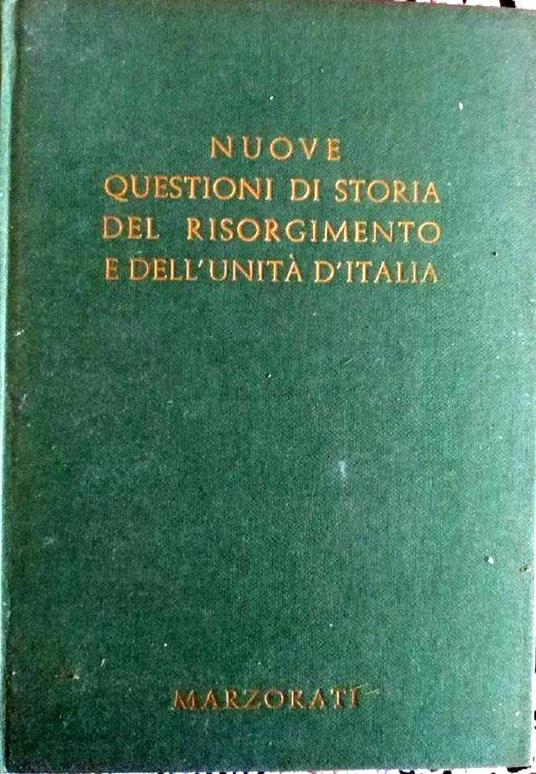 NUOVE
QUESTIONI DI STORIA
DEL RISORGIMENTO
E DELL'UNITÀ D'ITALIA
MARZORATI